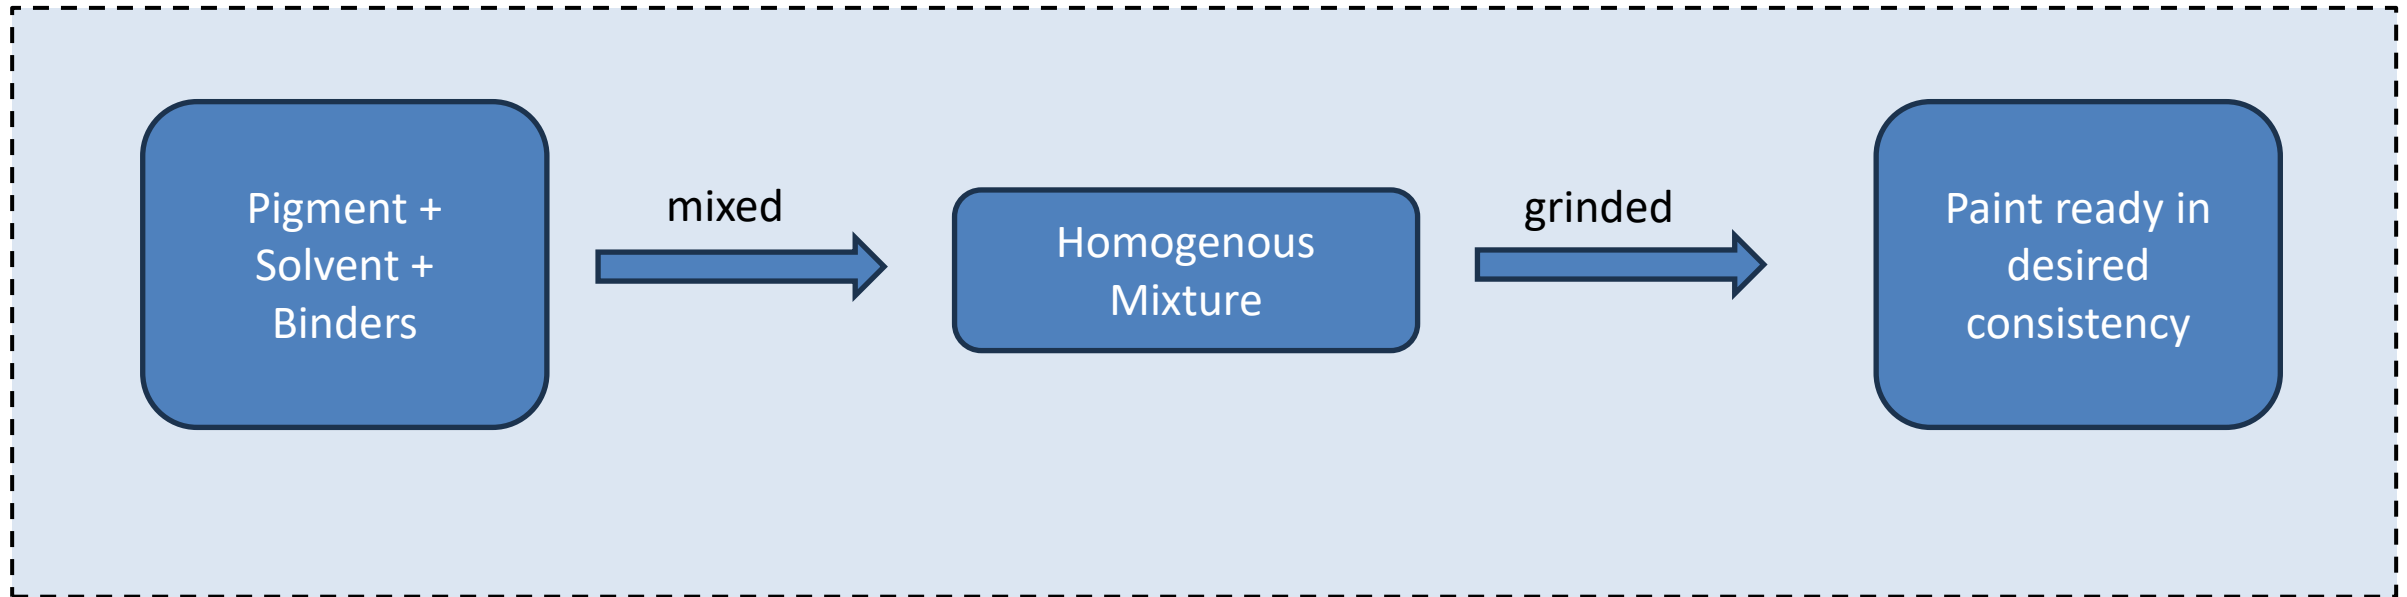 Pigment +
Solvent +
Binders
mixed
Homogenous
Mixture
grinded
Paint ready in
desired
consistency